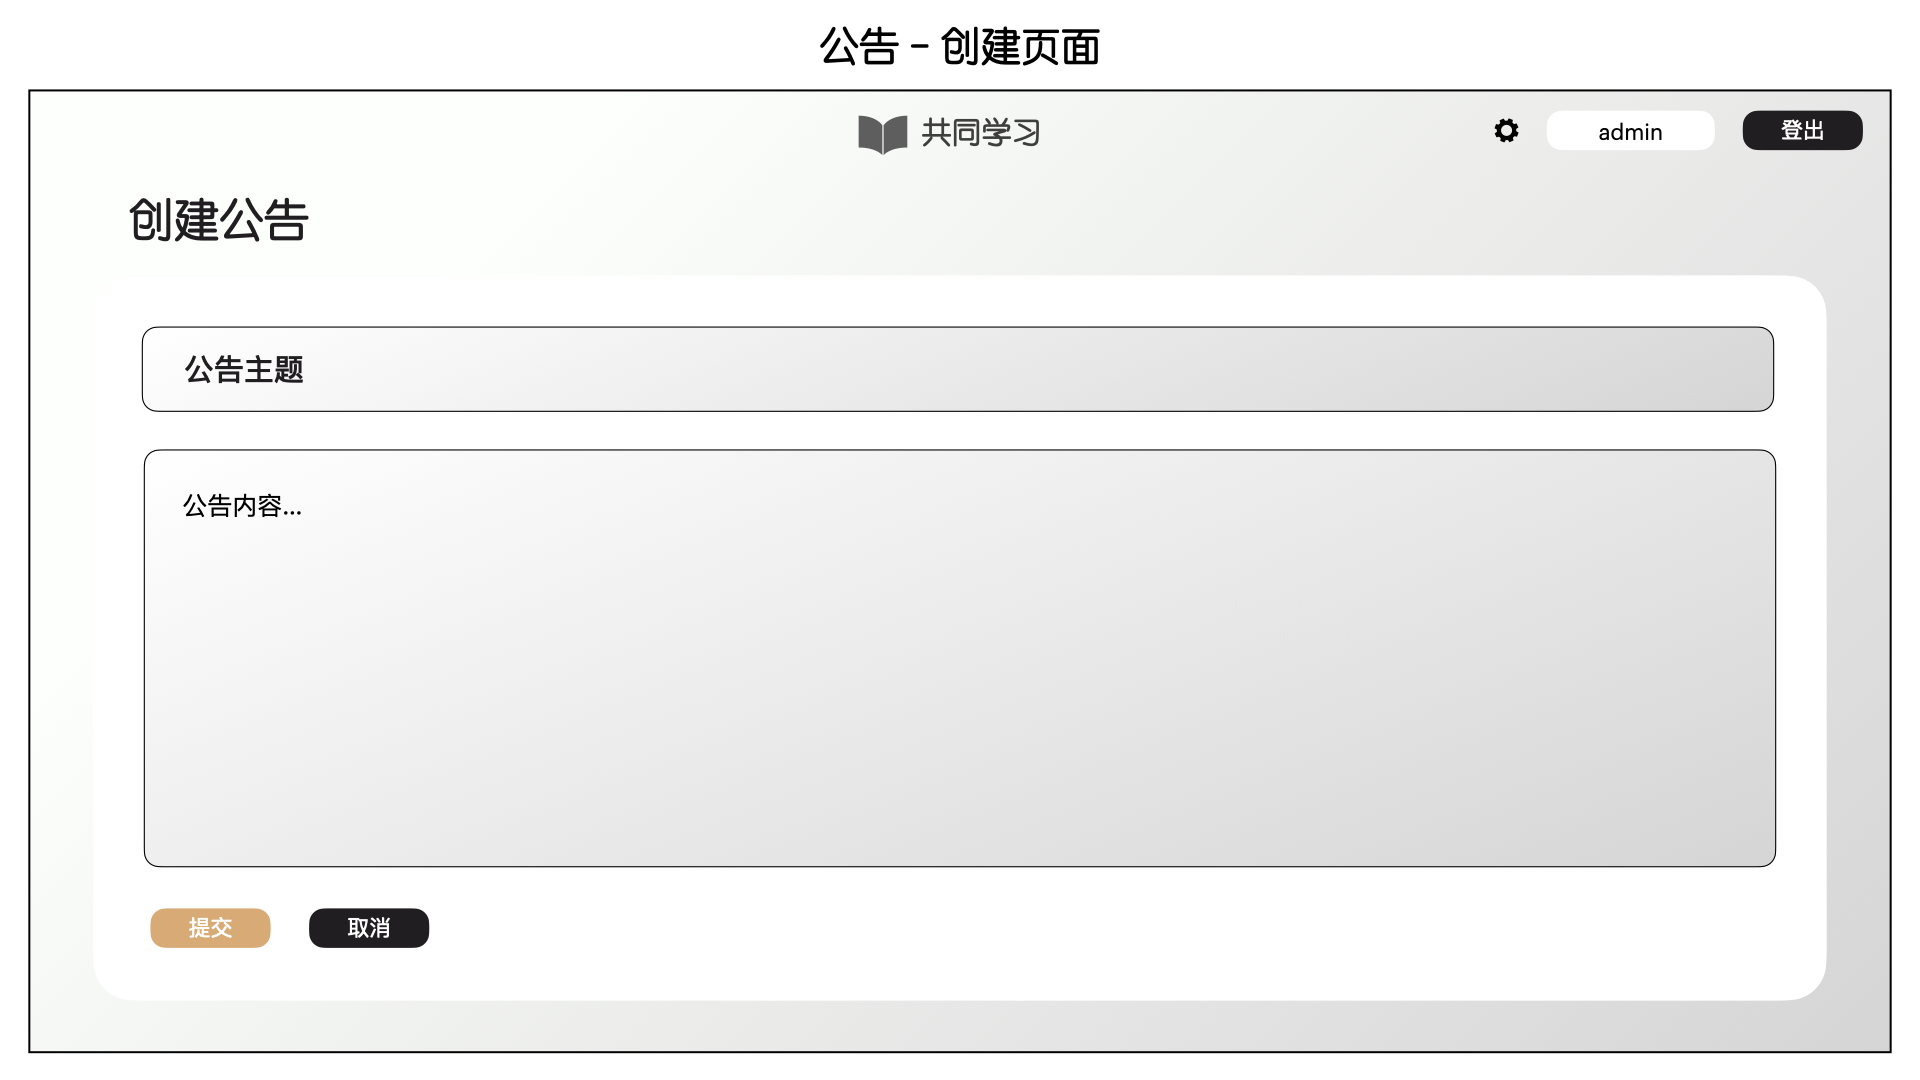 公告 - 创建页面
共同学习
admin
登出
创建公告
公告主题
公告内容...
提交
取消